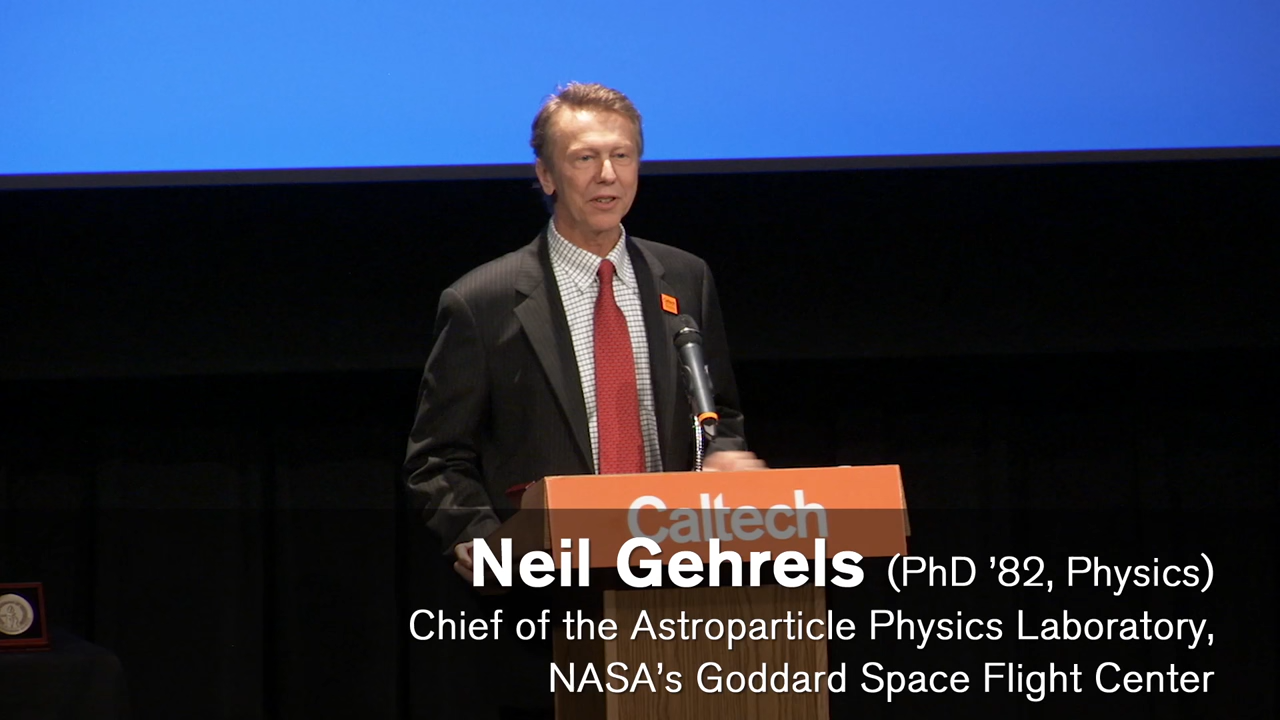 Caltech
Neil Gehrels (PhD ’82, Physics)
Chief of the Astroparticle Physics Laboratory,
NASA’s Goddard Space Flight Center